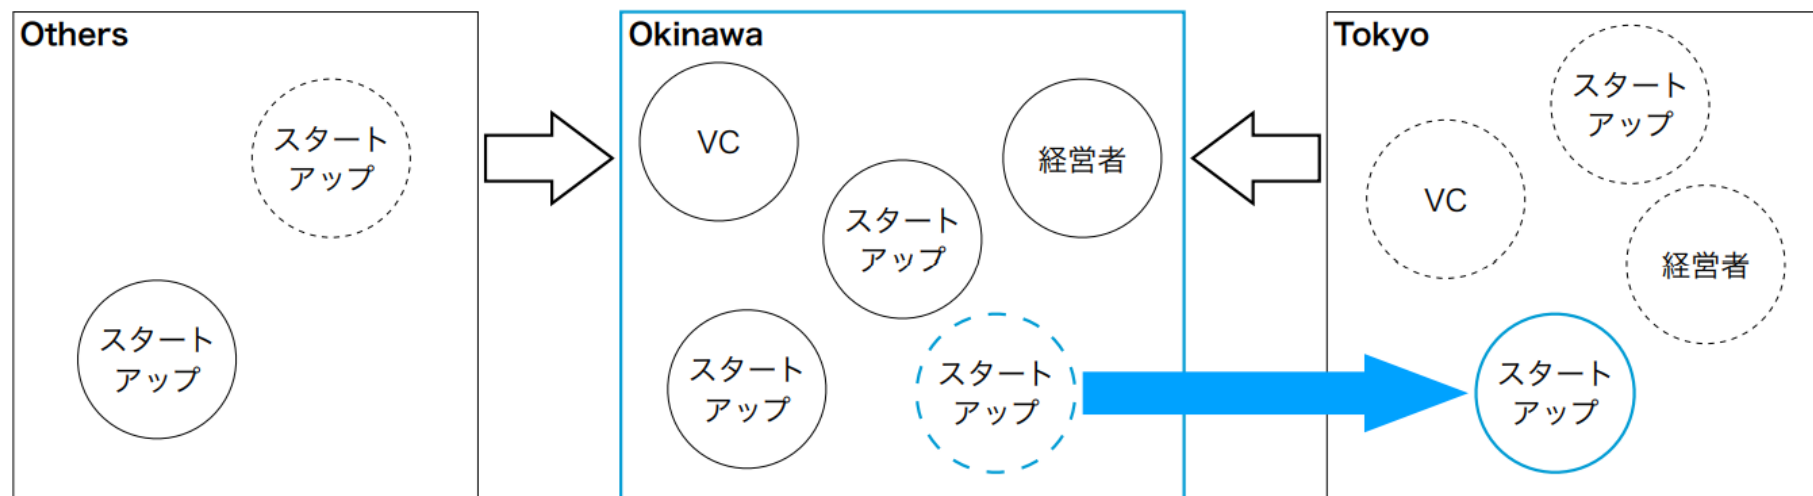 Others
スタート
アップ
スタート
アップ
Okinawa
VC
経営者
スタート
アップ
スタート
アップ
スタート
アップ
Tokyo
スタート
アップ
VC
経営者
スタート
アップ